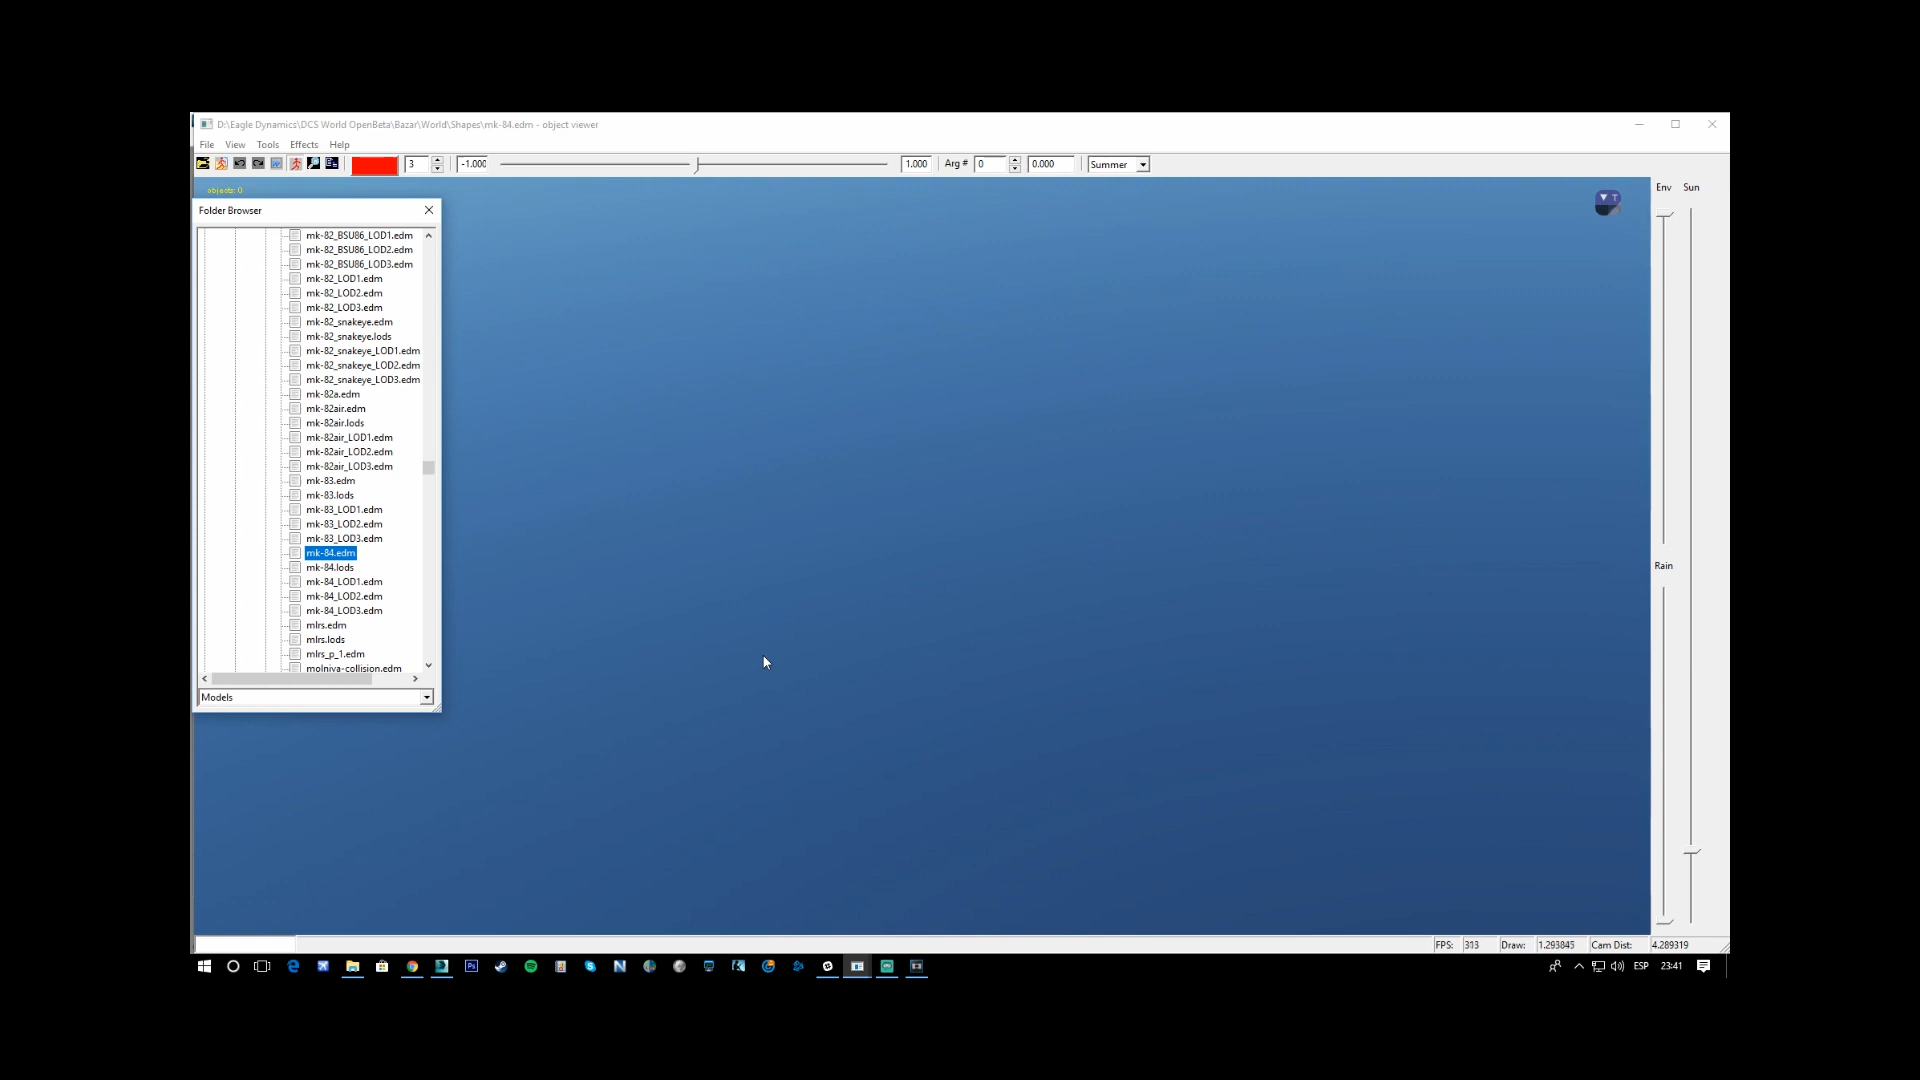 D:\Eagle Dynamics\DCS World OpenBeta\Bazar\World\Shapes\mk-84.edm - object viewer
File View Tools Effects Help
3 -1.000 1.000 Arg # 0 0.000 Summer
objects: 0
Env Sun
Folder Browser
mk-82_BSU86_LOD1.edm
mk-82_BSU86_LOD2.edm
mk-82_BSU86_LOD3.edm
mk-82_LOD1.edm
mk-82_LOD2.edm
mk-82_LOD3.edm
mk-82_snakeye.edm
mk-82_snakeye.lods
mk-82_snakeye_LOD1.edm
mk-82_snakeye_LOD2.edm
mk-82_snakeye_LOD3.edm
mk-82a.edm
mk-82air.edm
mk-82air.lods
mk-82air_LOD1.edm
mk-82air_LOD2.edm
mk-82air_LOD3.edm
mk-83.edm
mk-83.lods
mk-83_LOD1.edm
mk-83_LOD2.edm
mk-83_LOD3.edm
mk-84.edm
mk-84.lods
mk-84_LOD1.edm
mk-84_LOD2.edm
mk-84_LOD3.edm
mlrs.edm
mlrs.lods
mlrs_p_1.edm
molniya-collision.edm
Models
Rain
FPS: 313 Draw: 1.293845 Cam Dist: 4.289319
ESP 23:41